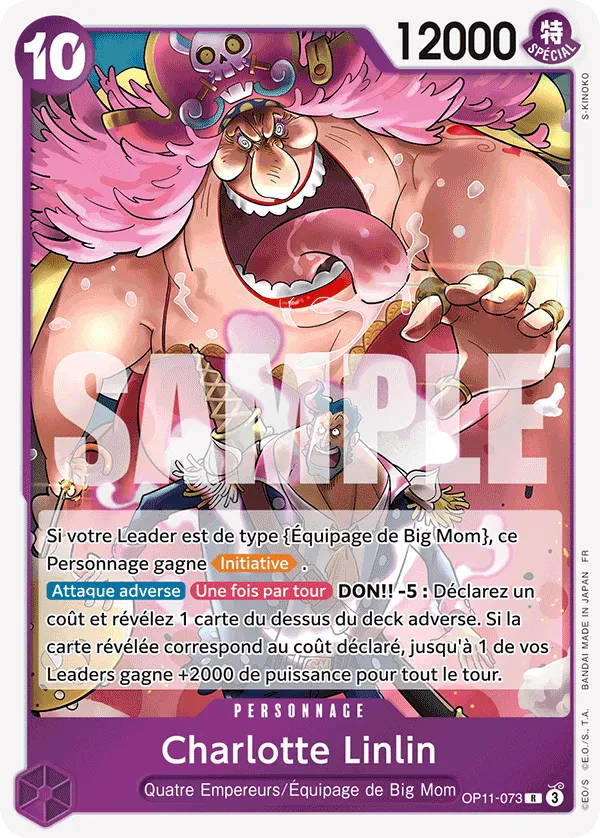 10
12000
特
SPÉCIAL
S-KINOKO
SAMPLE
Si votre Leader est de type {Équipage de Big Mom}, ce
Personnage gagne Initiative .
Attaque adverse Une fois par tour DON!! -5 : Déclarez un
coût et révélez 1 carte du dessus du deck adverse. Si la
carte révélée correspond au coût déclaré, jusqu'à 1 de vos
Leaders gagne +2000 de puissance pour tout le tour.
PERSONNAGE
Charlotte Linlin
Quatre Empereurs/Équipage de Big Mom
OP11-073 R 3
©E.O/S ©E.O./S., T.A. BANDAI MADE IN JAPAN FR